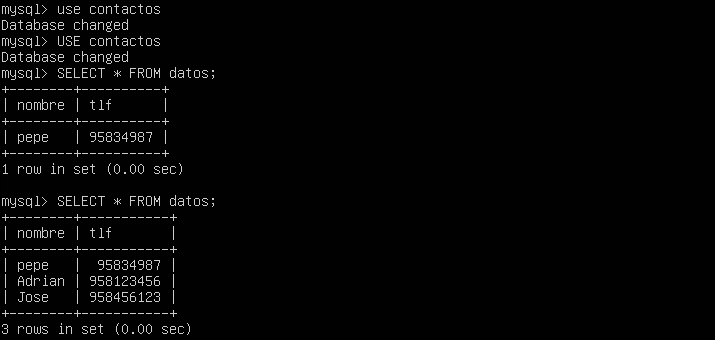 mysql> use contactos
Database changed
mysql> USE contactos
Database changed
mysql> SELECT * FROM datos;
+--------+----------+
| nombre | tlf      |
+--------+----------+
| pepe   | 95834987 |
+--------+----------+
1 row in set (0.00 sec)

mysql> SELECT * FROM datos;
+--------+-----------+
| nombre | tlf       |
+--------+-----------+
| pepe   |  95834987 |
| Adrian | 958123456 |
| Jose   | 958456123 |
+--------+-----------+
3 rows in set (0.00 sec)